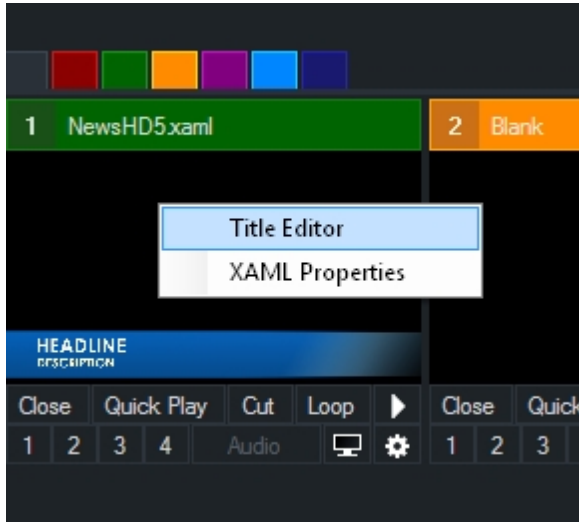 1 NewsHD5.xaml 2 Blank
Title Editor
XAML Properties
HEADLINE
DESCRIPTION
Close Quick Play Cut Loop Close Quick
1 2 3 4 Audio 1 2 3